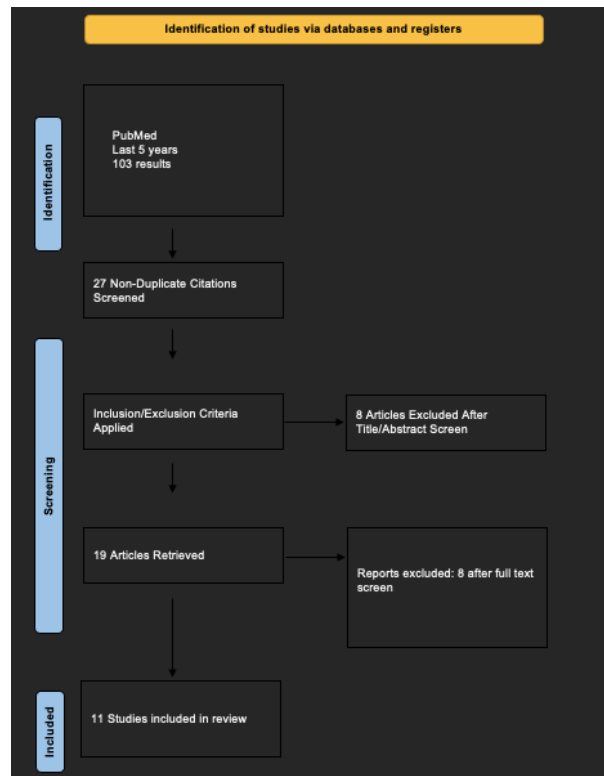 Identification of studies via databases and registers
Identification
PubMed
Last 5 years
103 results
27 Non-Duplicate Citations
Screened
Screening
Inclusion/Exclusion Criteria
Applied
8 Articles Excluded After
Title/Abstract Screen
19 Articles Retrieved
Reports excluded: 8 after full text
screen
Included
11 Studies included in review